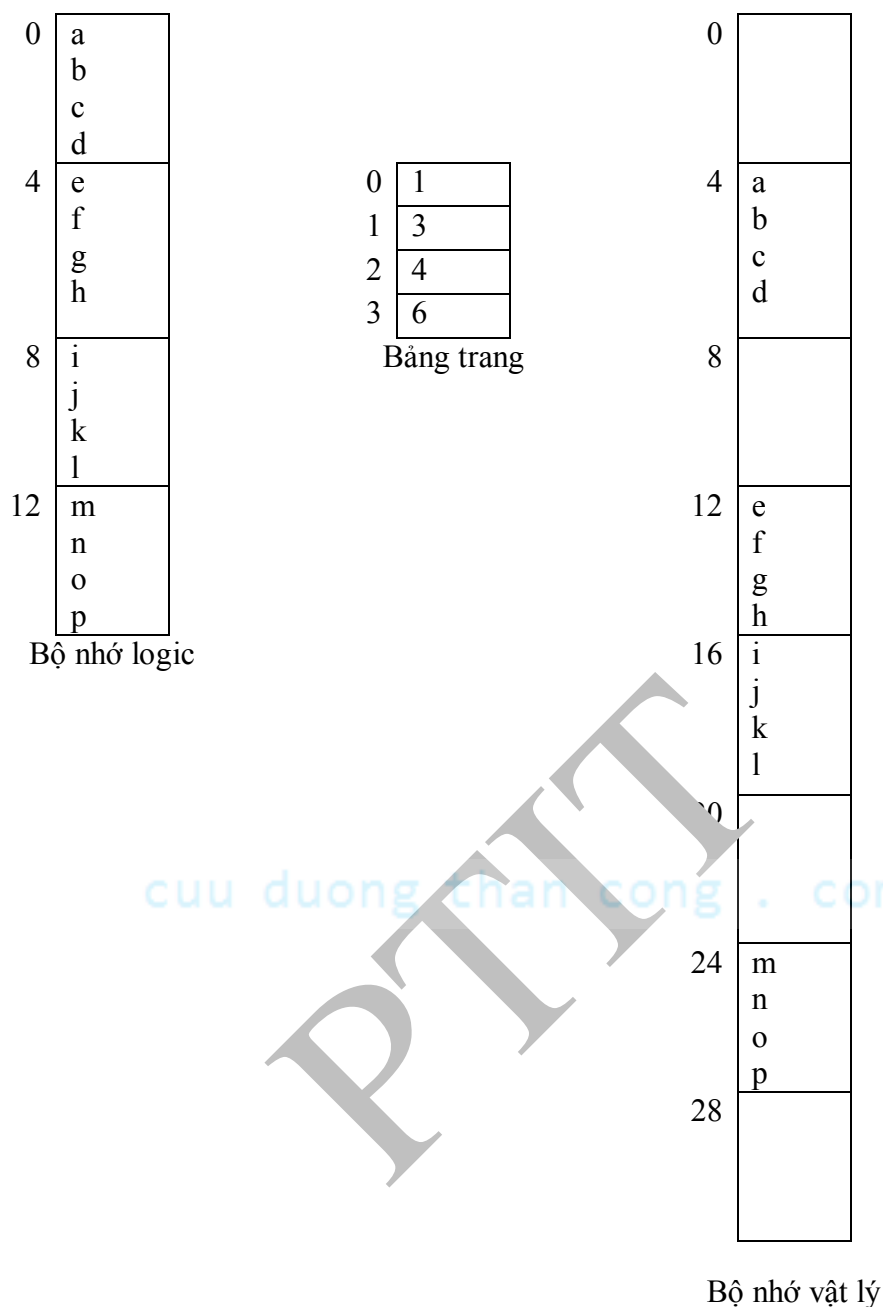 0 a
b
c
d
4 e
f
g
h
8 i
j
k
l
12 m
n
o
p
Bộ nhớ logic
0 1
1 3
2 4
3 6
Bảng trang
0
4 a
b
c
d
8
12 e
f
g
h
16 i
j
k
l
24 m
n
o
p
28
Bộ nhớ vật lý
cuu duong than cong .
PTIT